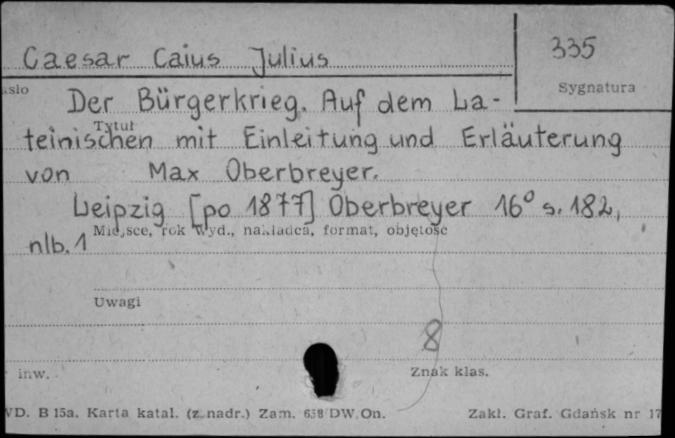 Caesar Caius Julius
335
Sygnatura
Der Bürgerkrieg. Auf dem La-
Tytuł
teinischen mit Einleitung und Erläuterung
von Max Oberbreyer.
Leipzig [po 1877] Oberbreyer 16° s. 182,
Miejsce, rok wyd., nakładca, format, objętość
nlb. 1
Uwagi
8
inw.
Znak klas.
D. B 15a. Karta katal. (z nadr.) Zam. 658 DW. On.
Zakł. Graf. Gdańsk nr 17